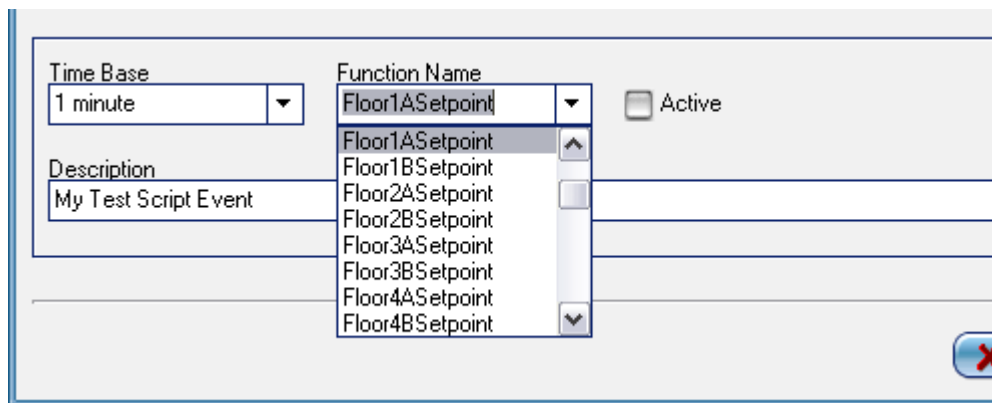 Time Base
Function Name
1 minute
Floor1ASetpoint
Active
Floor1ASetpoint
Floor1BSetpoint
Description
Floor2ASetpoint
My Test Script Event
Floor2BSetpoint
Floor3ASetpoint
Floor3BSetpoint
Floor4ASetpoint
Floor4BSetpoint